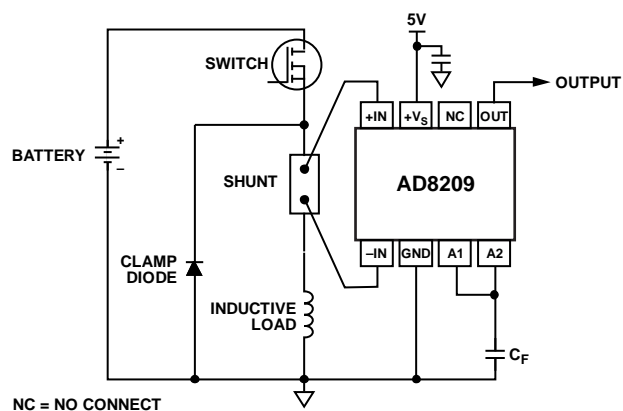 5V
SWITCH
OUTPUT
+IN
+VS
NC
OUT
BATTERY
+
–
SHUNT
AD8209
CLAMP
DIODE
–IN
GND
A1
A2
INDUCTIVE
LOAD
CF
NC = NO CONNECT